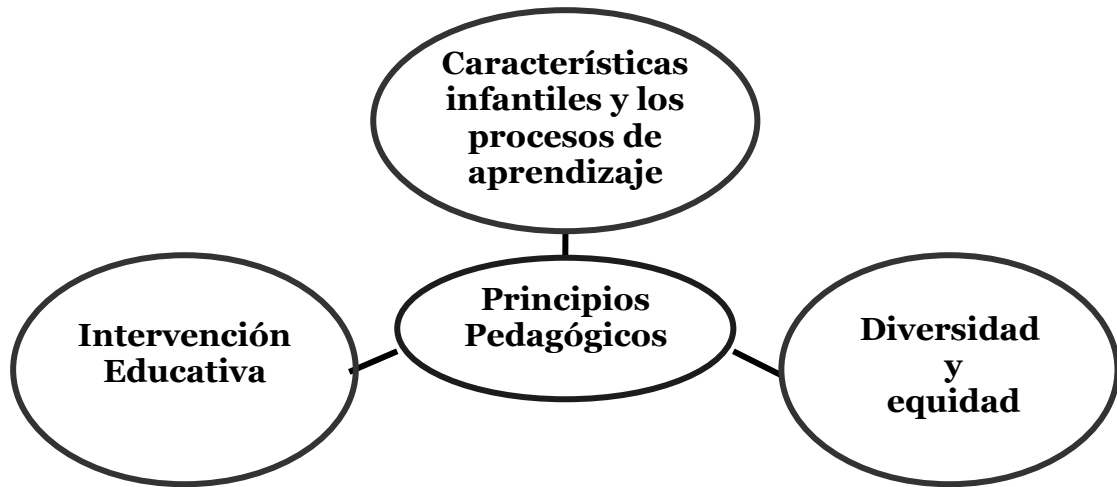 Características
infantiles y los
procesos de
aprendizaje
Principios
Pedagógicos
Intervención
Educativa
Diversidad
y
equidad